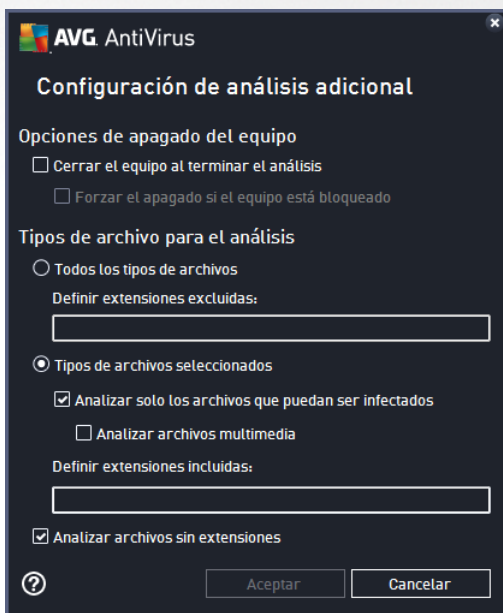 AVG AntiVirus
Configuración de análisis adicional
Opciones de apagado del equipo
Cerrar el equipo al terminar el análisis
Forzar el apagado si el equipo está bloqueado
Tipos de archivo para el análisis
Todos los tipos de archivos
Definir extensiones excluidas:
Tipos de archivos seleccionados
Analizar solo los archivos que puedan ser infectados
Analizar archivos multimedia
Definir extensiones incluidas:
Analizar archivos sin extensiones
?
Aceptar
Cancelar